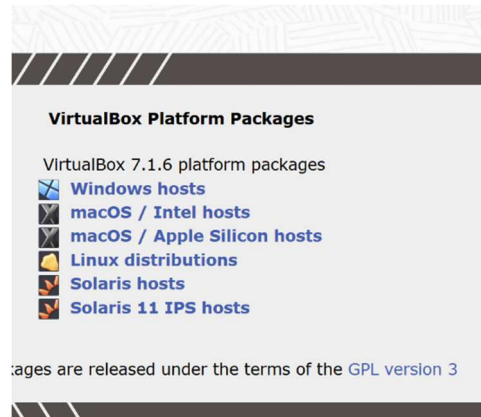 VirtualBox Platform Packages
VirtualBox 7.1.6 platform packages
Windows hosts
macOS / Intel hosts
macOS / Apple Silicon hosts
Linux distributions
Solaris hosts
Solaris 11 IPS hosts
are released under the terms of the GPL version 3